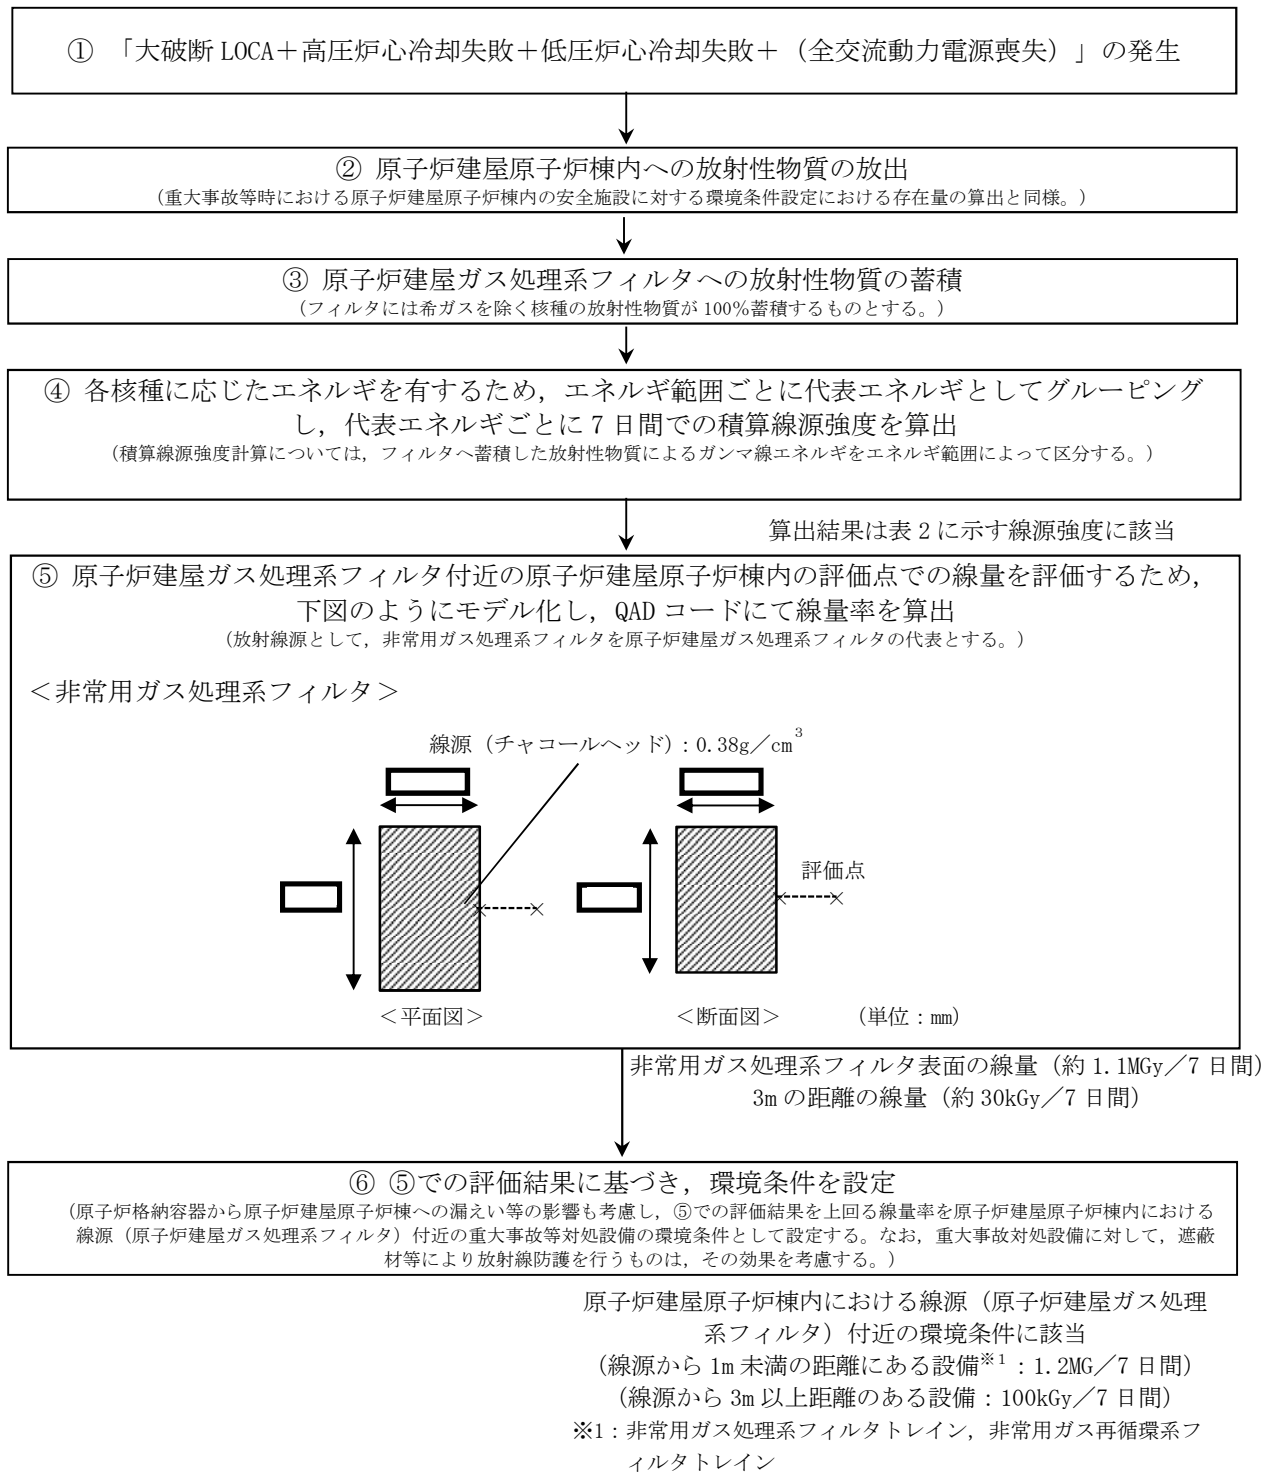 ① 「大破断 LOCA＋高圧炉心冷却失敗＋低圧炉心冷却失敗＋（全交流動力電源喪失）」の発生
② 原子炉建屋原子炉棟内への放射性物質の放出
（重大事故等時における原子炉建屋原子炉棟内の安全施設に対する環境条件設定における存在量の算出と同様。）
③ 原子炉建屋ガス処理系フィルタへの放射性物質の蓄積
（フィルタには希ガスを除く核種の放射性物質が 100％蓄積するものとする。）
④ 各核種に応じたエネルギを有するため，エネルギ範囲ごとに代表エネルギとしてグルーピング
し，代表エネルギごとに 7 日間での積算線源強度を算出
（積算線源強度計算については，フィルタへ蓄積した放射性物質によるガンマ線エネルギをエネルギ範囲によって区分する。）
算出結果は表 2 に示す線源強度に該当
⑤ 原子炉建屋ガス処理系フィルタ付近の原子炉建屋原子炉棟内の評価点での線量を評価するため，
下図のようにモデル化し，QAD コードにて線量率を算出
（放射線源として，非常用ガス処理系フィルタを原子炉建屋ガス処理系フィルタの代表とする。）
＜非常用ガス処理系フィルタ＞
線源（チャコールヘッド）：0.38g／cm³
評価点
＜平面図＞ ＜断面図＞ （単位：mm）
非常用ガス処理系フィルタ表面の線量（約 1.1MGy／7 日間）
3m の距離の線量（約 30kGy／7 日間）
⑥ ⑤での評価結果に基づき，環境条件を設定
（原子炉格納容器から原子炉建屋原子炉棟への漏えい等の影響も考慮し，⑤での評価結果を上回る線量率を原子炉建屋原子炉棟内における
線源（原子炉建屋ガス処理系フィルタ）付近の重大事故等対処設備の環境条件として設定する。なお，重大事故対処設備に対して，遮蔽
材等により放射線防護を行うものは，その効果を考慮する。）
原子炉建屋原子炉棟内における線源（原子炉建屋ガス処理
系フィルタ）付近の環境条件に該当
（線源から 1m 未満の距離にある設備※1：1.2MG／7 日間）
（線源から 3m 以上距離のある設備：100kGy／7 日間）
※1：非常用ガス処理系フィルタトレイン，非常用ガス再循環系フ
ィルタトレイン